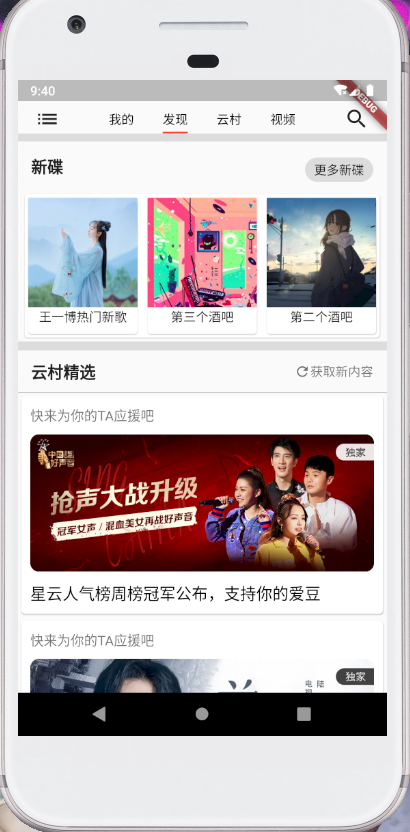 9:40
DEBUG
我的 发现 云村 视频
新碟
更多新碟
王一博热门新歌
第三个酒吧
第二个酒吧
云村精选
获取新内容
快来为你的TA应援吧
中国好声音
独家
抢声大战升级
冠军女声 / 混血美女再战好声音
星云人气榜周榜冠军公布，支持你的爱豆
快来为你的TA应援吧
独家